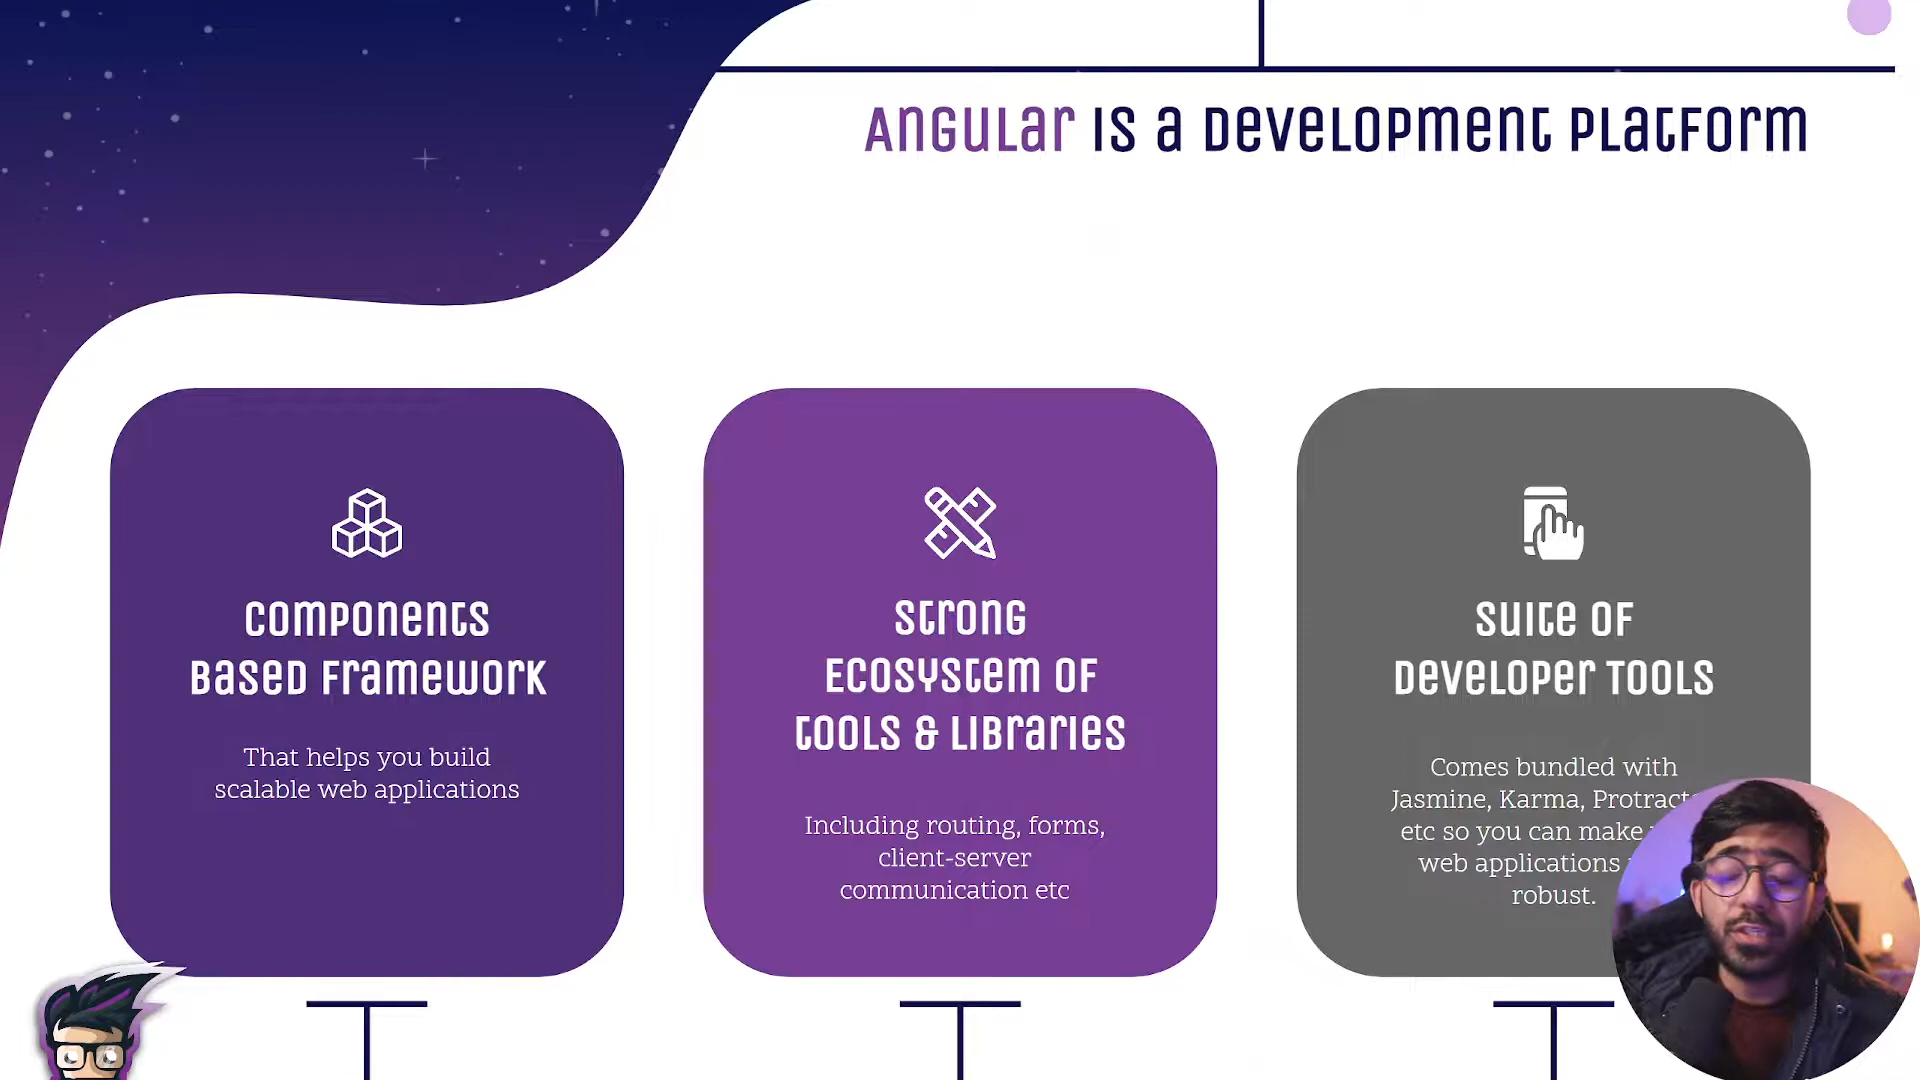 Angular is a Development Platform
Components
Based Framework
That helps you build
scalable web applications
Strong
Ecosystem of
tools & Libraries
Including routing, forms,
client-server
communication etc
Suite of
Developer Tools
Comes bundled with
Jasmine, Karma,
etc so you can make
web applications
robust.